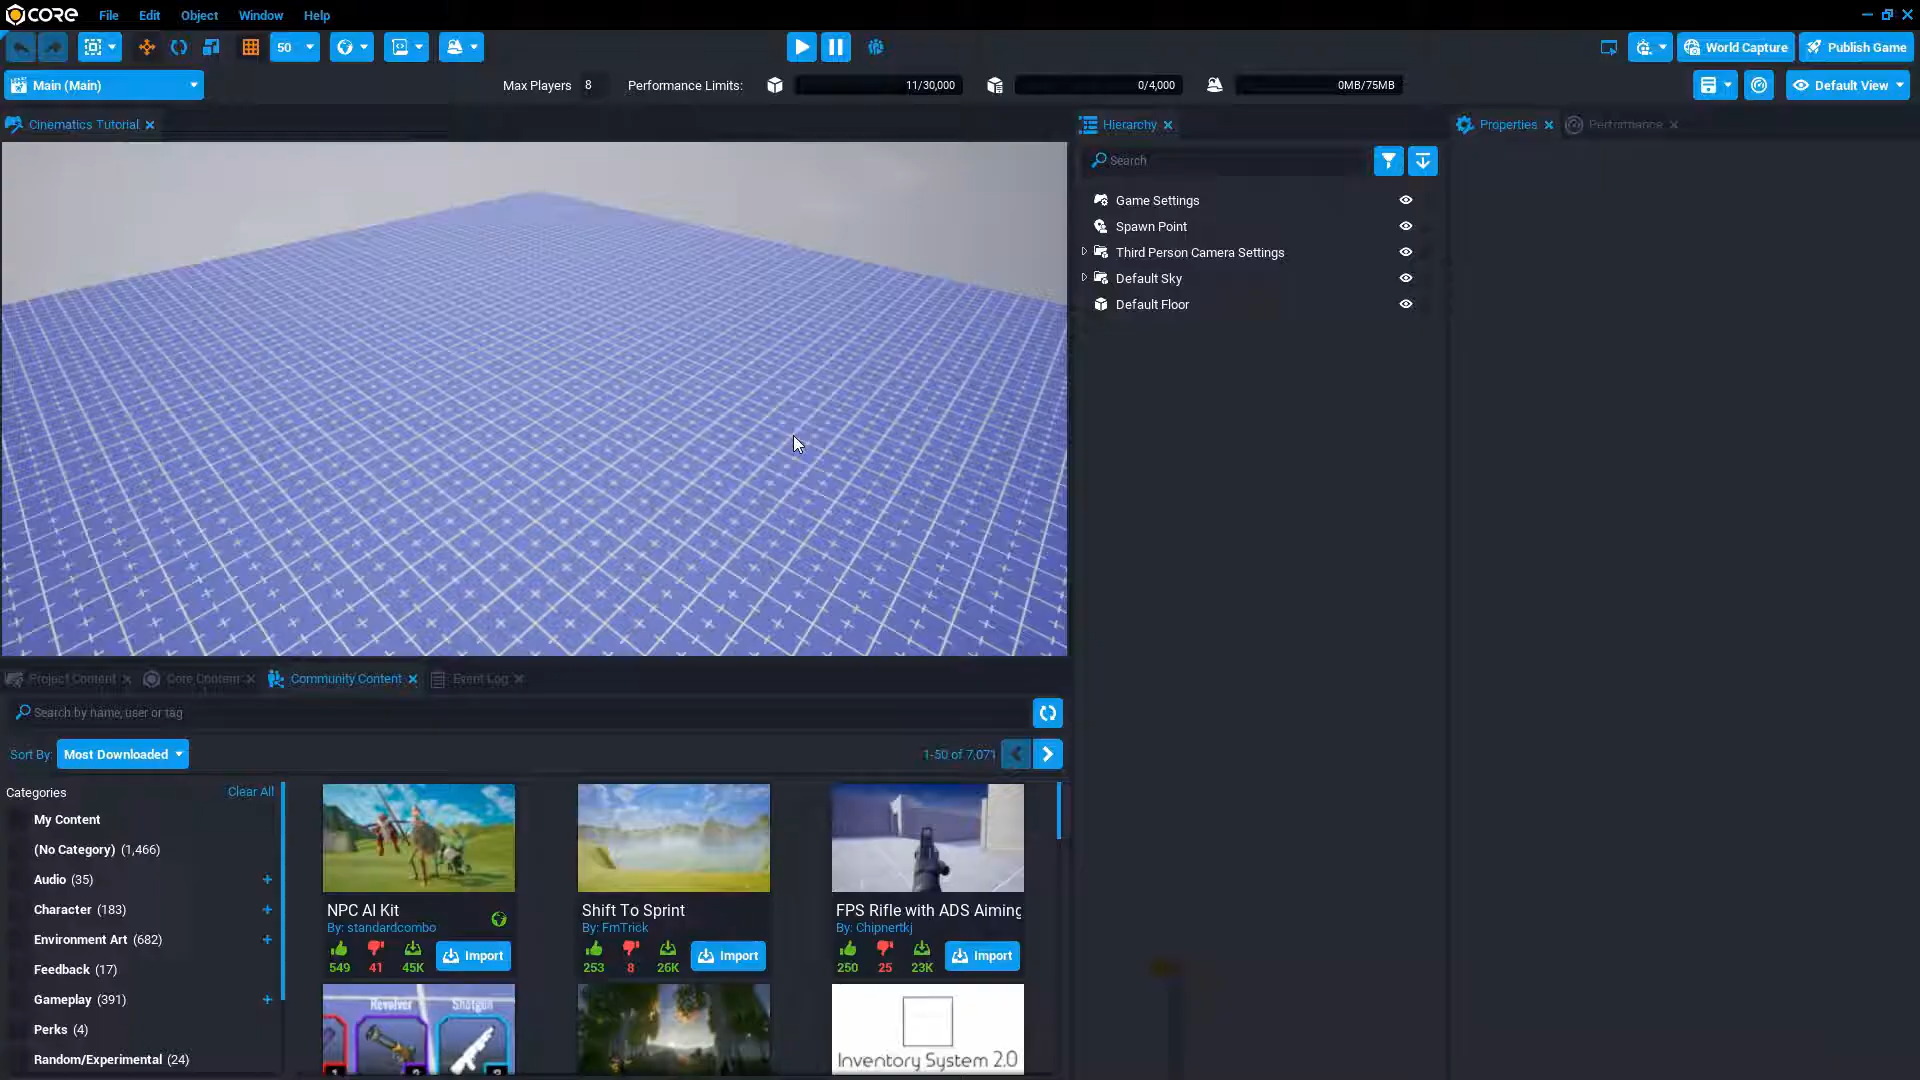 CORE File Edit Object Window Help
50 World Capture Publish Game
Main (Main) Max Players 8 Performance Limits: 11/30,000 0/4,000 0MB/75MB Default View
Cinematics Tutorial
Hierarchy
Properties Performance
Search
Game Settings
Spawn Point
Third Person Camera Settings
Default Sky
Default Floor
Project Content Core Content Community Content Event Log
Search by name, user or tag
Sort By: Most Downloaded 1-50 of 7,071
Categories Clear All
My Content
(No Category) (1,466)
Audio (35)
Character (183)
Environment Art (682)
Feedback (17)
Gameplay (391)
Perks (4)
Random/Experimental (24)
NPC AI Kit
By: standardcombo
549 41 45K Import
Shift To Sprint
By: FmTrick
253 8 26K Import
FPS Rifle with ADS Aiming
By: Chipnertkj
250 25 23K Import
Revolver Shotgun
Inventory System 2.0